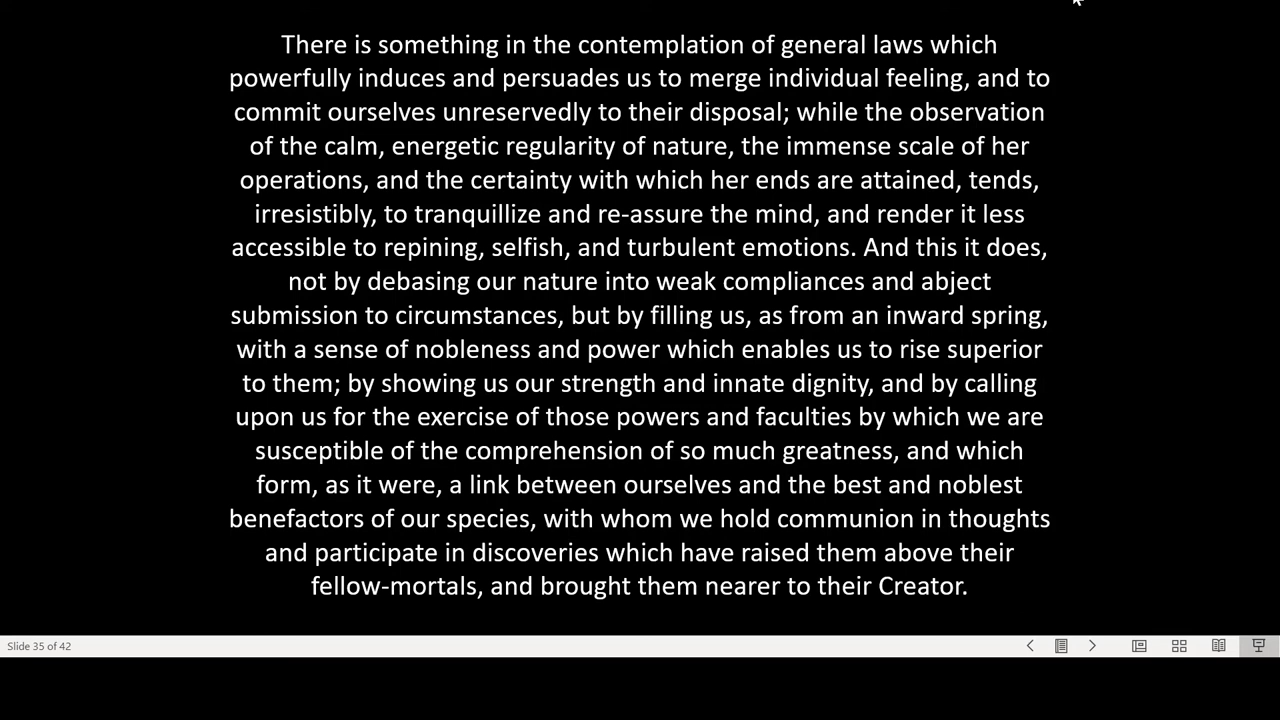 There is something in the contemplation of general laws which
powerfully induces and persuades us to merge individual feeling, and to
commit ourselves unreservedly to their disposal; while the observation
of the calm, energetic regularity of nature, the immense scale of her
operations, and the certainty with which her ends are attained, tends,
irresistibly, to tranquillize and re-assure the mind, and render it less
accessible to repining, selfish, and turbulent emotions. And this it does,
not by debasing our nature into weak compliances and abject
submission to circumstances, but by filling us, as from an inward spring,
with a sense of nobleness and power which enables us to rise superior
to them; by showing us our strength and innate dignity, and by calling
upon us for the exercise of those powers and faculties by which we are
susceptible of the comprehension of so much greatness, and which
form, as it were, a link between ourselves and the best and noblest
benefactors of our species, with whom we hold communion in thoughts
and participate in discoveries which have raised them above their
fellow-mortals, and brought them nearer to their Creator.
Slide 35 of 42